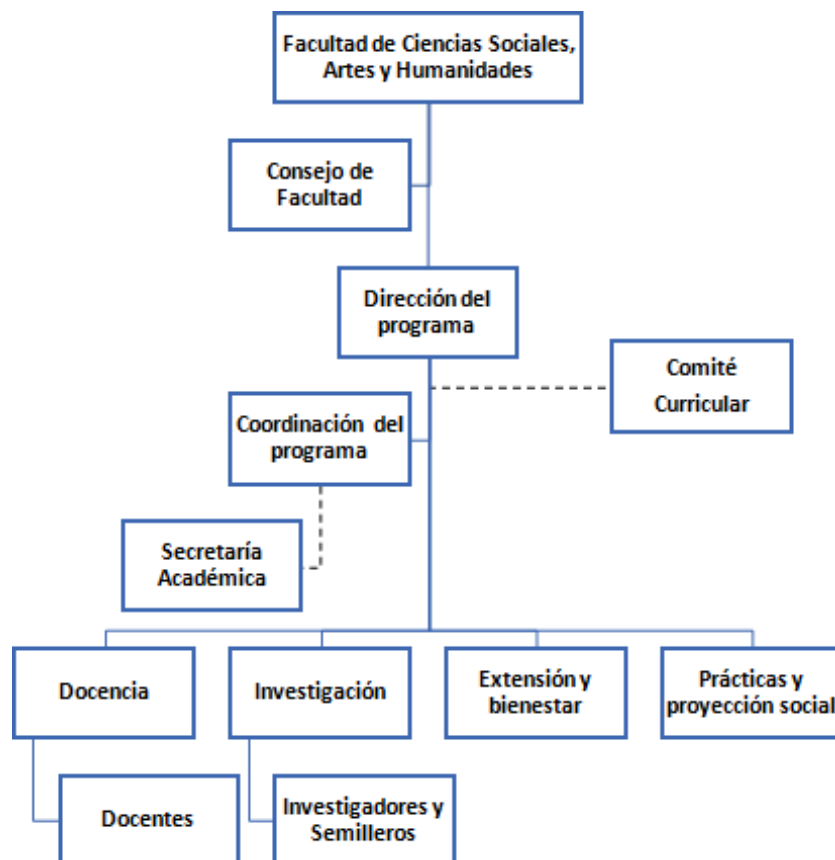 Facultad de Ciencias Sociales,
Artes y Humanidades
Consejo de
Facultad
Dirección del
programa
Comité
Curricular
Coordinación del
programa
Secretaría
Académica
Docencia
Investigación
Extensión y
bienestar
Prácticas y
proyección social
Docentes
Investigadores y
Semilleros